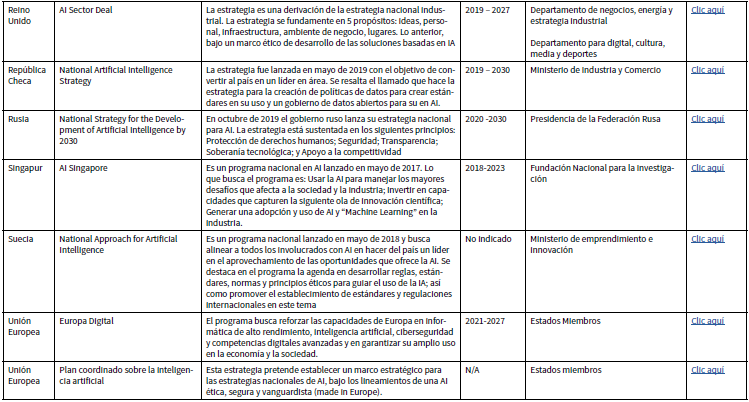 Reino
Unido
AI Sector Deal
La estrategia es una derivación de la estrategia nacional indus-
trial. La estrategia se fundamente en 5 propósitos: ideas, perso-
nal, infraestructura, ambiente de negocio, lugares. Lo anterior,
bajo un marco ético de desarrollo de las soluciones basadas en IA
2019 – 2027
Departamento de negocios, energía y
estrategia industrial
Departamento para digital, cultura,
media y deportes
Clic aquí
República
Checa
National Artificial Intelligence
Strategy
La estrategia fue lanzada en mayo de 2019 con el objetivo de con-
vertir al país en un líder en área. Se resalta el llamado que hace la
estrategia para la creación de políticas de datos para crear están-
dares en su uso y un gobierno de datos abiertos para su en AI.
2019 – 2030
Ministerio de Industria y Comercio
Clic aquí
Rusia
National Strategy for the Develo-
pment of Artificial Intelligence by
2030
En octubre de 2019 el gobierno ruso lanza su estrategia nacional
para AI. La estrategia está sustentada en los siguientes principios:
Protección de derechos humanos; Seguridad; Transparencia;
Soberanía tecnológica; y Apoyo a la competitividad
2020 -2030
Presidencia de la Federación Rusa
Clic aquí
Singapur
AI Singapore
Es un programa nacional en AI lanzado en mayo de 2017. Lo
que busca el programa es: Usar la AI para manejar los mayores
desafíos que afecta a la sociedad y la industria; Invertir en capa-
cidades que capturen la siguiente ola de innovación científica;
Generar una adopción y uso de AI y “Machine Learning” en la
industria.
2018-2023
Fundación Nacional para la Investiga-
ción
Clic aquí
Suecia
National Approach for Artificial
Intelligence
Es un programa nacional lanzado en mayo de 2018 y busca
alinear a todos los involucrados con AI en hacer del país un líder
en el aprovechamiento de las oportunidades que ofrece la AI. Se
destaca en el programa la agenda en desarrollar reglas, están-
dares, normas y principios éticos para guiar el uso de la IA; así
como promover el establecimiento de estándares y regulaciones
internacionales en este tema
No indicado
Ministerio de emprendimiento e
innovación
Clic aquí
Unión
Europea
Europa Digital
El programa busca reforzar las capacidades de Europa en infor-
mática de alto rendimiento, inteligencia artificial, ciberseguridad
y competencias digitales avanzadas y en garantizar su amplio uso
en la economía y la sociedad.
2021-2027
Estados Miembros
Clic aquí
Unión
Europea
Plan coordinado sobre la inteligen-
cia artificial
Esta estrategia pretende establecer un marco estratégico para
las estrategias nacionales de AI, bajo los lineamientos de una AI
ética, segura y vanguardista (made in Europe).
N/A
Estados miembros
Clic aquí